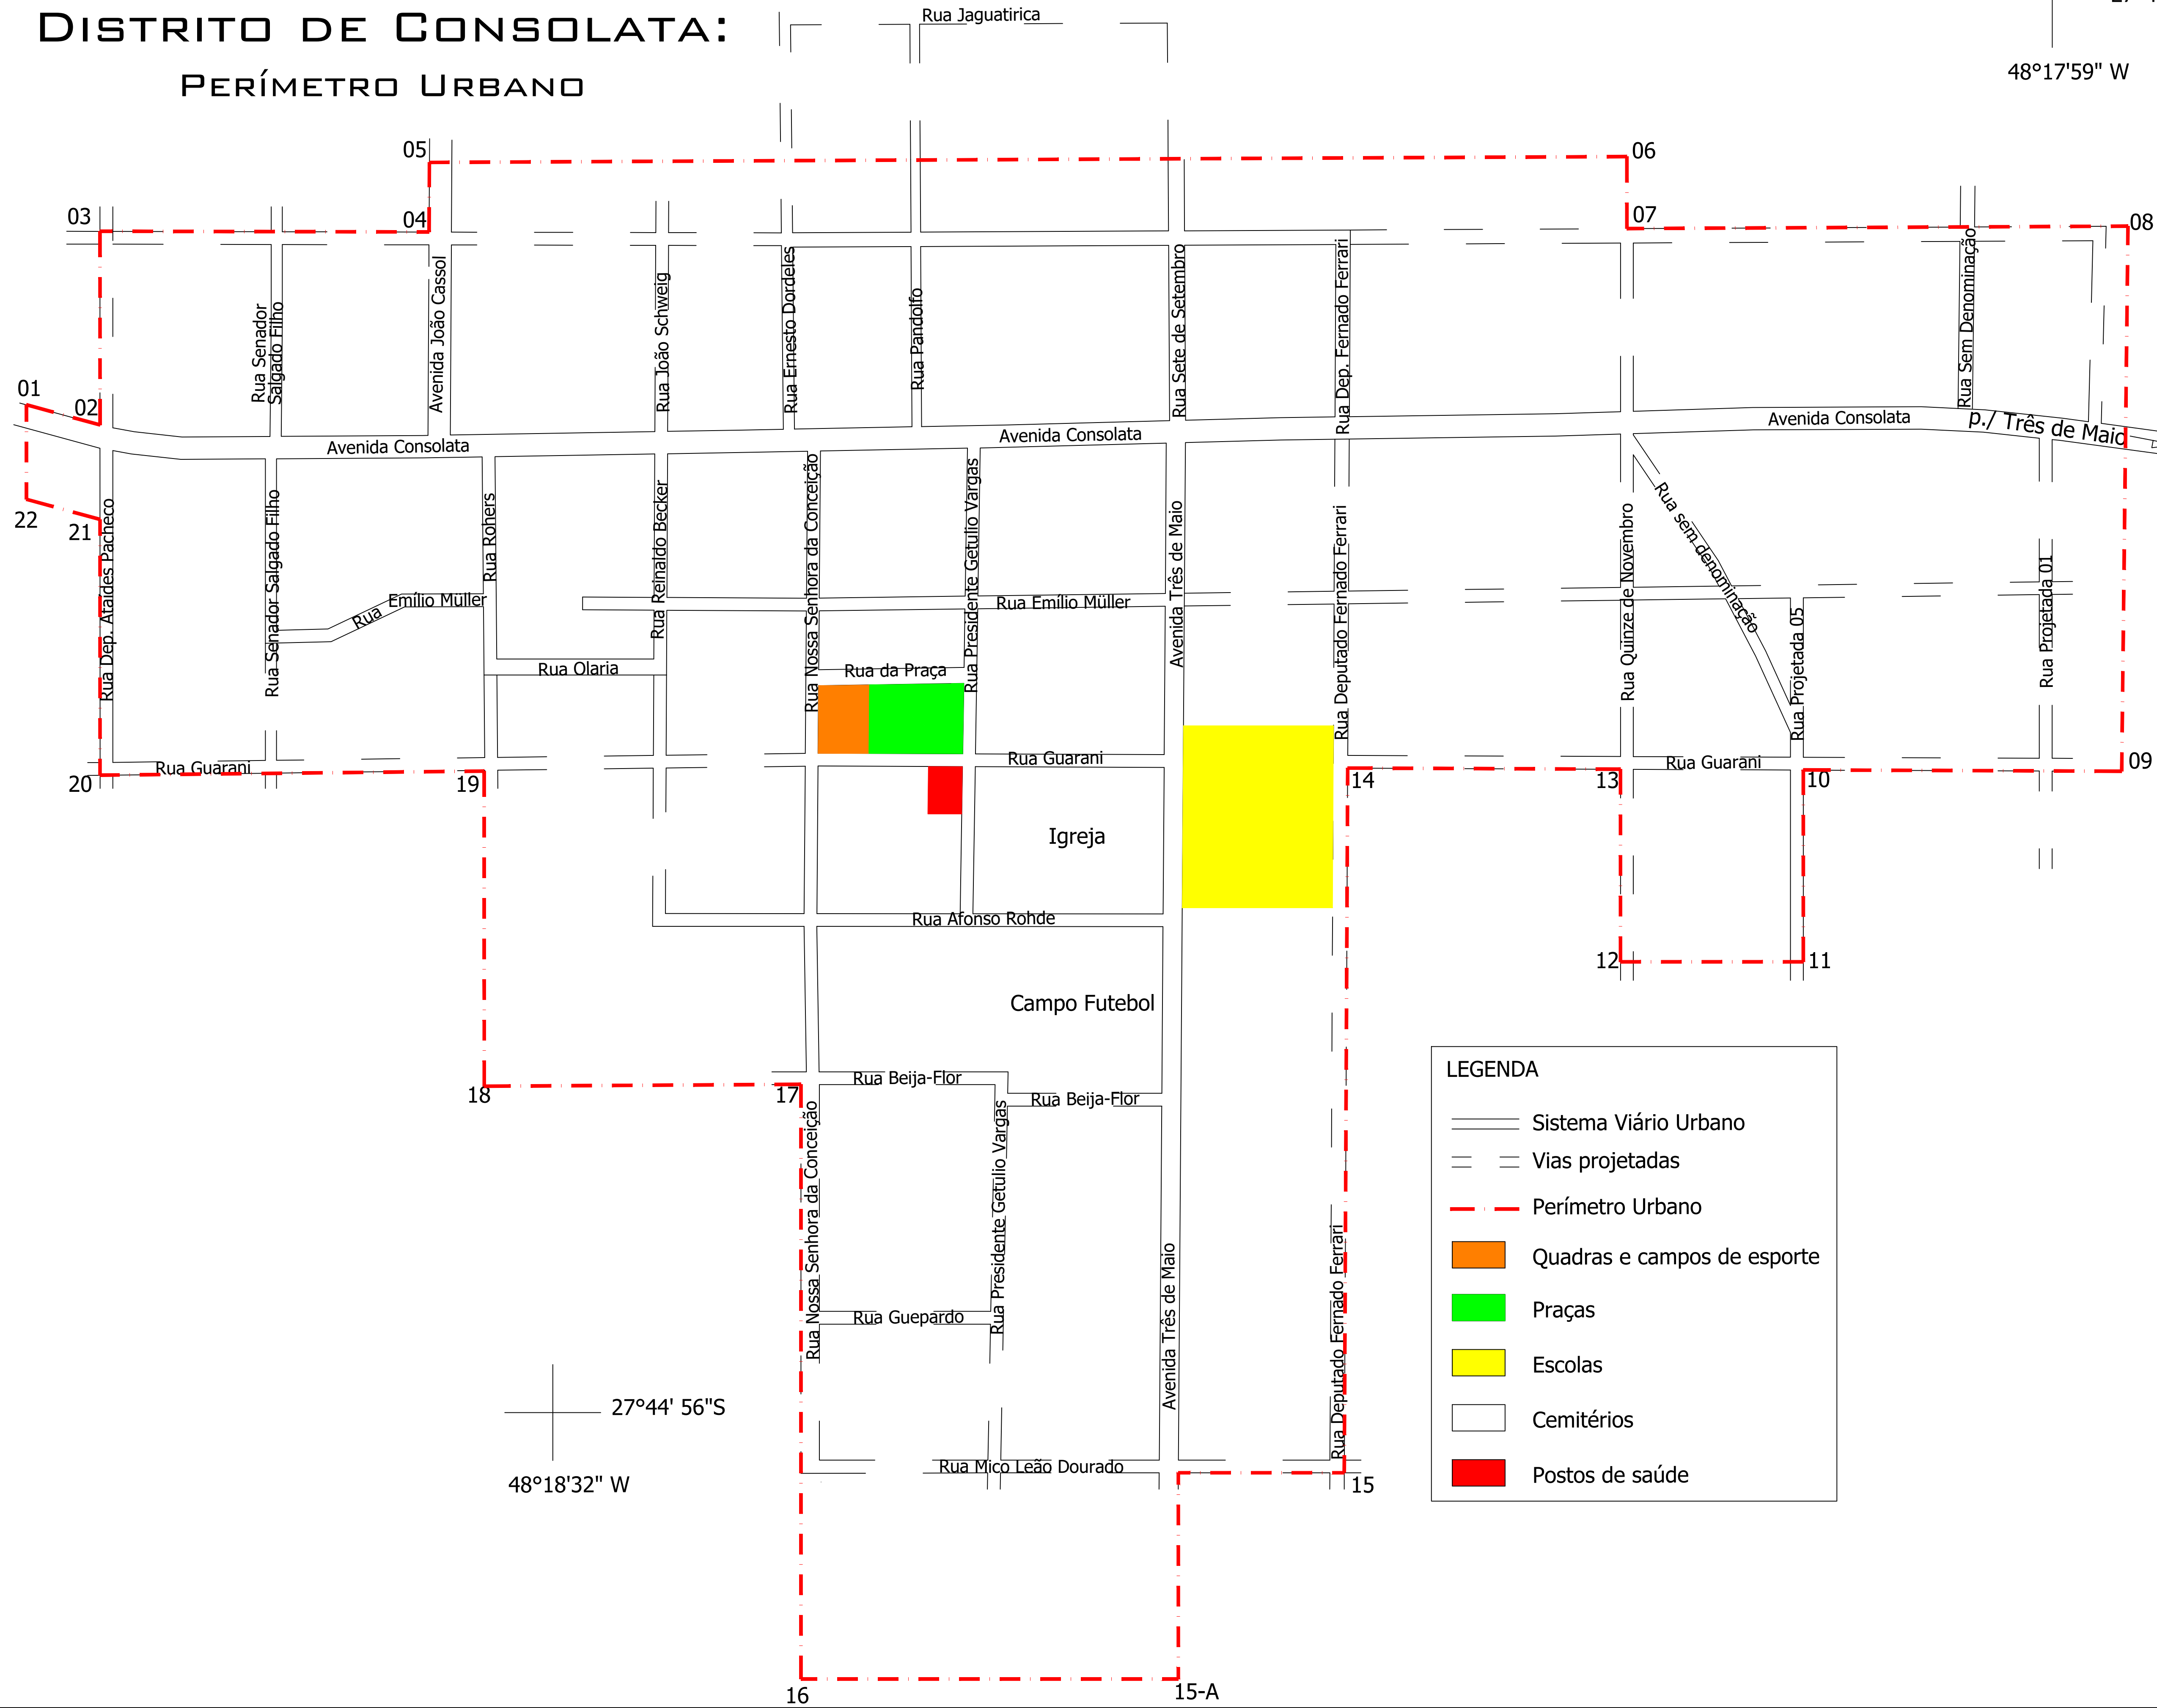 DISTRITO DE CONSOLATA:
PERÍMETRO URBANO
Rua Jaguatirica
48°17'59" W
05
06
03
04
07
08
Rua Senador
Salgado Filho
Avenida João Cassol
Rua João Schweig
Rua Ernesto Dordeles
Rua Pandolfo
Rua Sete de Setembro
Rua Dep. Fernado Ferrari
Rua Sem Denominação
01
02
Avenida Consolata
Avenida Consolata
Avenida Consolata
p./ Três de Maio
22
21
Rua Dep. Ataides Pacheco
Rua Senador Salgado Filho
Rua Rohers
Rua Reinaldo Becker
Rua Nossa Senhora da Conceição
Rua Presidente Getulio Vargas
Avenida Três de Maio
Rua Deputado Fernado Ferrari
Rua Quinze de Novembro
Rua sem denominação
Rua Projetada 05
Rua Projetada 01
Rua Emílio Müller
Rua Emílio Müller
Rua Olaria
Rua da Praça
20
Rua Guarani
19
Rua Guarani
14
13
Rua Guarani
10
09
Igreja
Rua Afonso Rohde
12
11
Campo Futebol
18
17
Rua Beija-Flor
Rua Beija-Flor
Rua Nossa Senhora da Conceição
Rua Presidente Getulio Vargas
Avenida Três de Maio
Rua Deputado Fernado Ferrari
Rua Guepardo
27°44' 56"S
48°18'32" W
Rua Mico Leão Dourado
15
16
15-A
LEGENDA
Sistema Viário Urbano
Vias projetadas
Perímetro Urbano
Quadras e campos de esporte
Praças
Escolas
Cemitérios
Postos de saúde